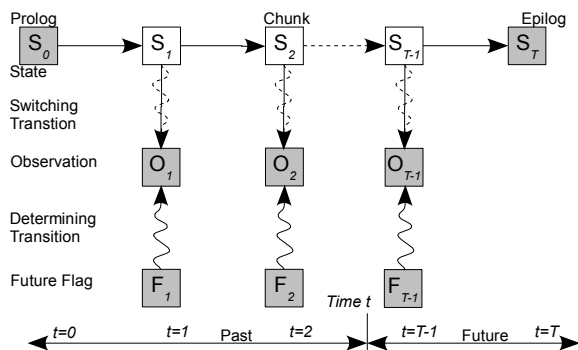 Prolog
Chunk
Epilog
S0
S1
S2
ST-1
ST
State
Switching
Transtion
Observation
O1
O2
OT-1
Determining
Transition
Future Flag
F1
F2
FT-1
Time t
t=0
t=1
Past
t=2
t=T-1
Future
t=T